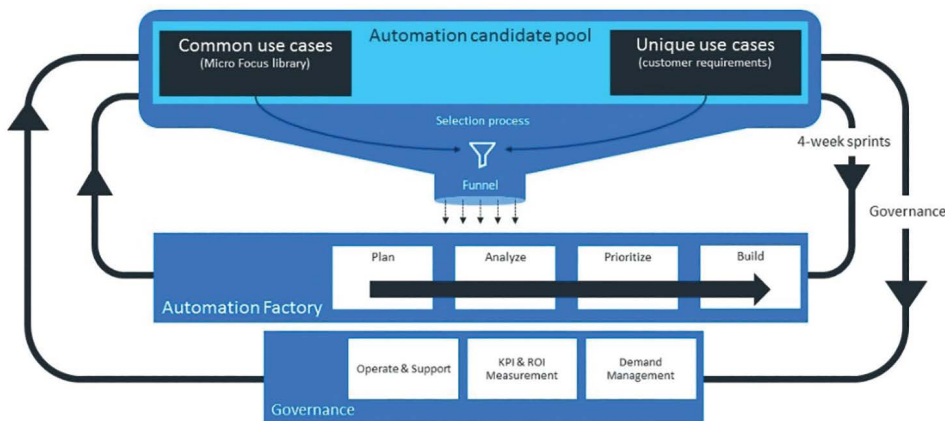 Common use cases
(Micro Focus library)
Automation candidate pool
Unique use cases
(customer requirements)
Selection process
Funnel
4-week sprints
Governance
Plan
Analyze
Prioritize
Build
Automation Factory
Operate & Support
KPI & ROI
Measurement
Demand
Management
Governance